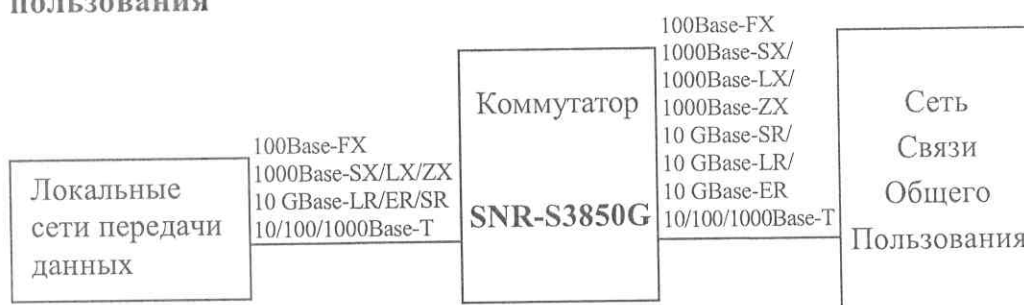 пользования
Локальные
сети передачи
данных
100Base-FX
1000Base-SX/LX/ZX
10 GBase-LR/ER/SR
10/100/1000Base-T
Коммутатор
SNR-S3850G
100Base-FX
1000Base-SX/
1000Base-LX/
1000Base-ZX
10 GBase-SR/
10 GBase-LR/
10 GBase-ER
10/100/1000Base-T
Сеть
Связи
Общего
Пользования